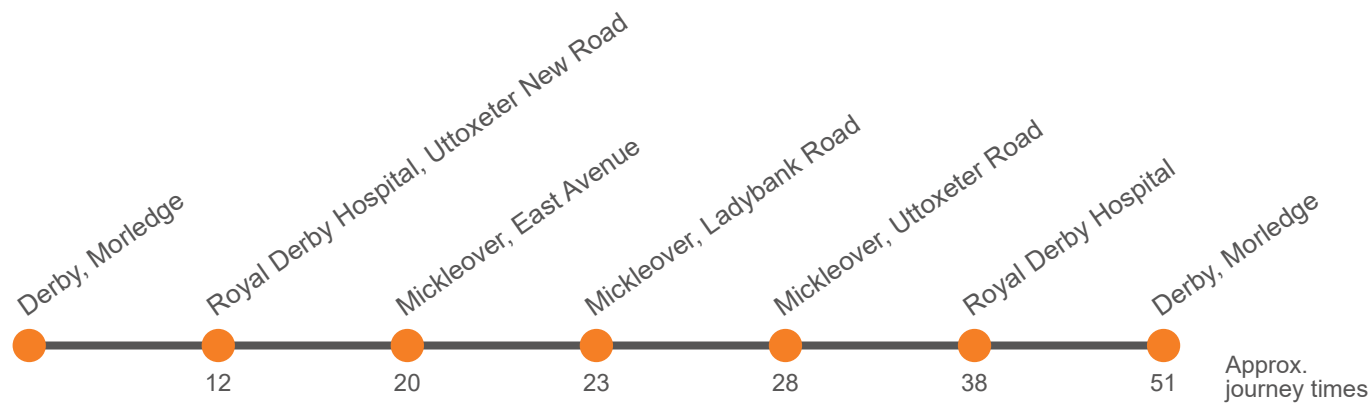 Derby, Morledge
Royal Derby Hospital, Uttoxeter New Road
Mickleover, East Avenue
Mickleover, Ladybank Road
Mickleover, Uttoxeter Road
Royal Derby Hospital
Derby, Morledge
12
20
23
28
38
51
Approx.
journey times